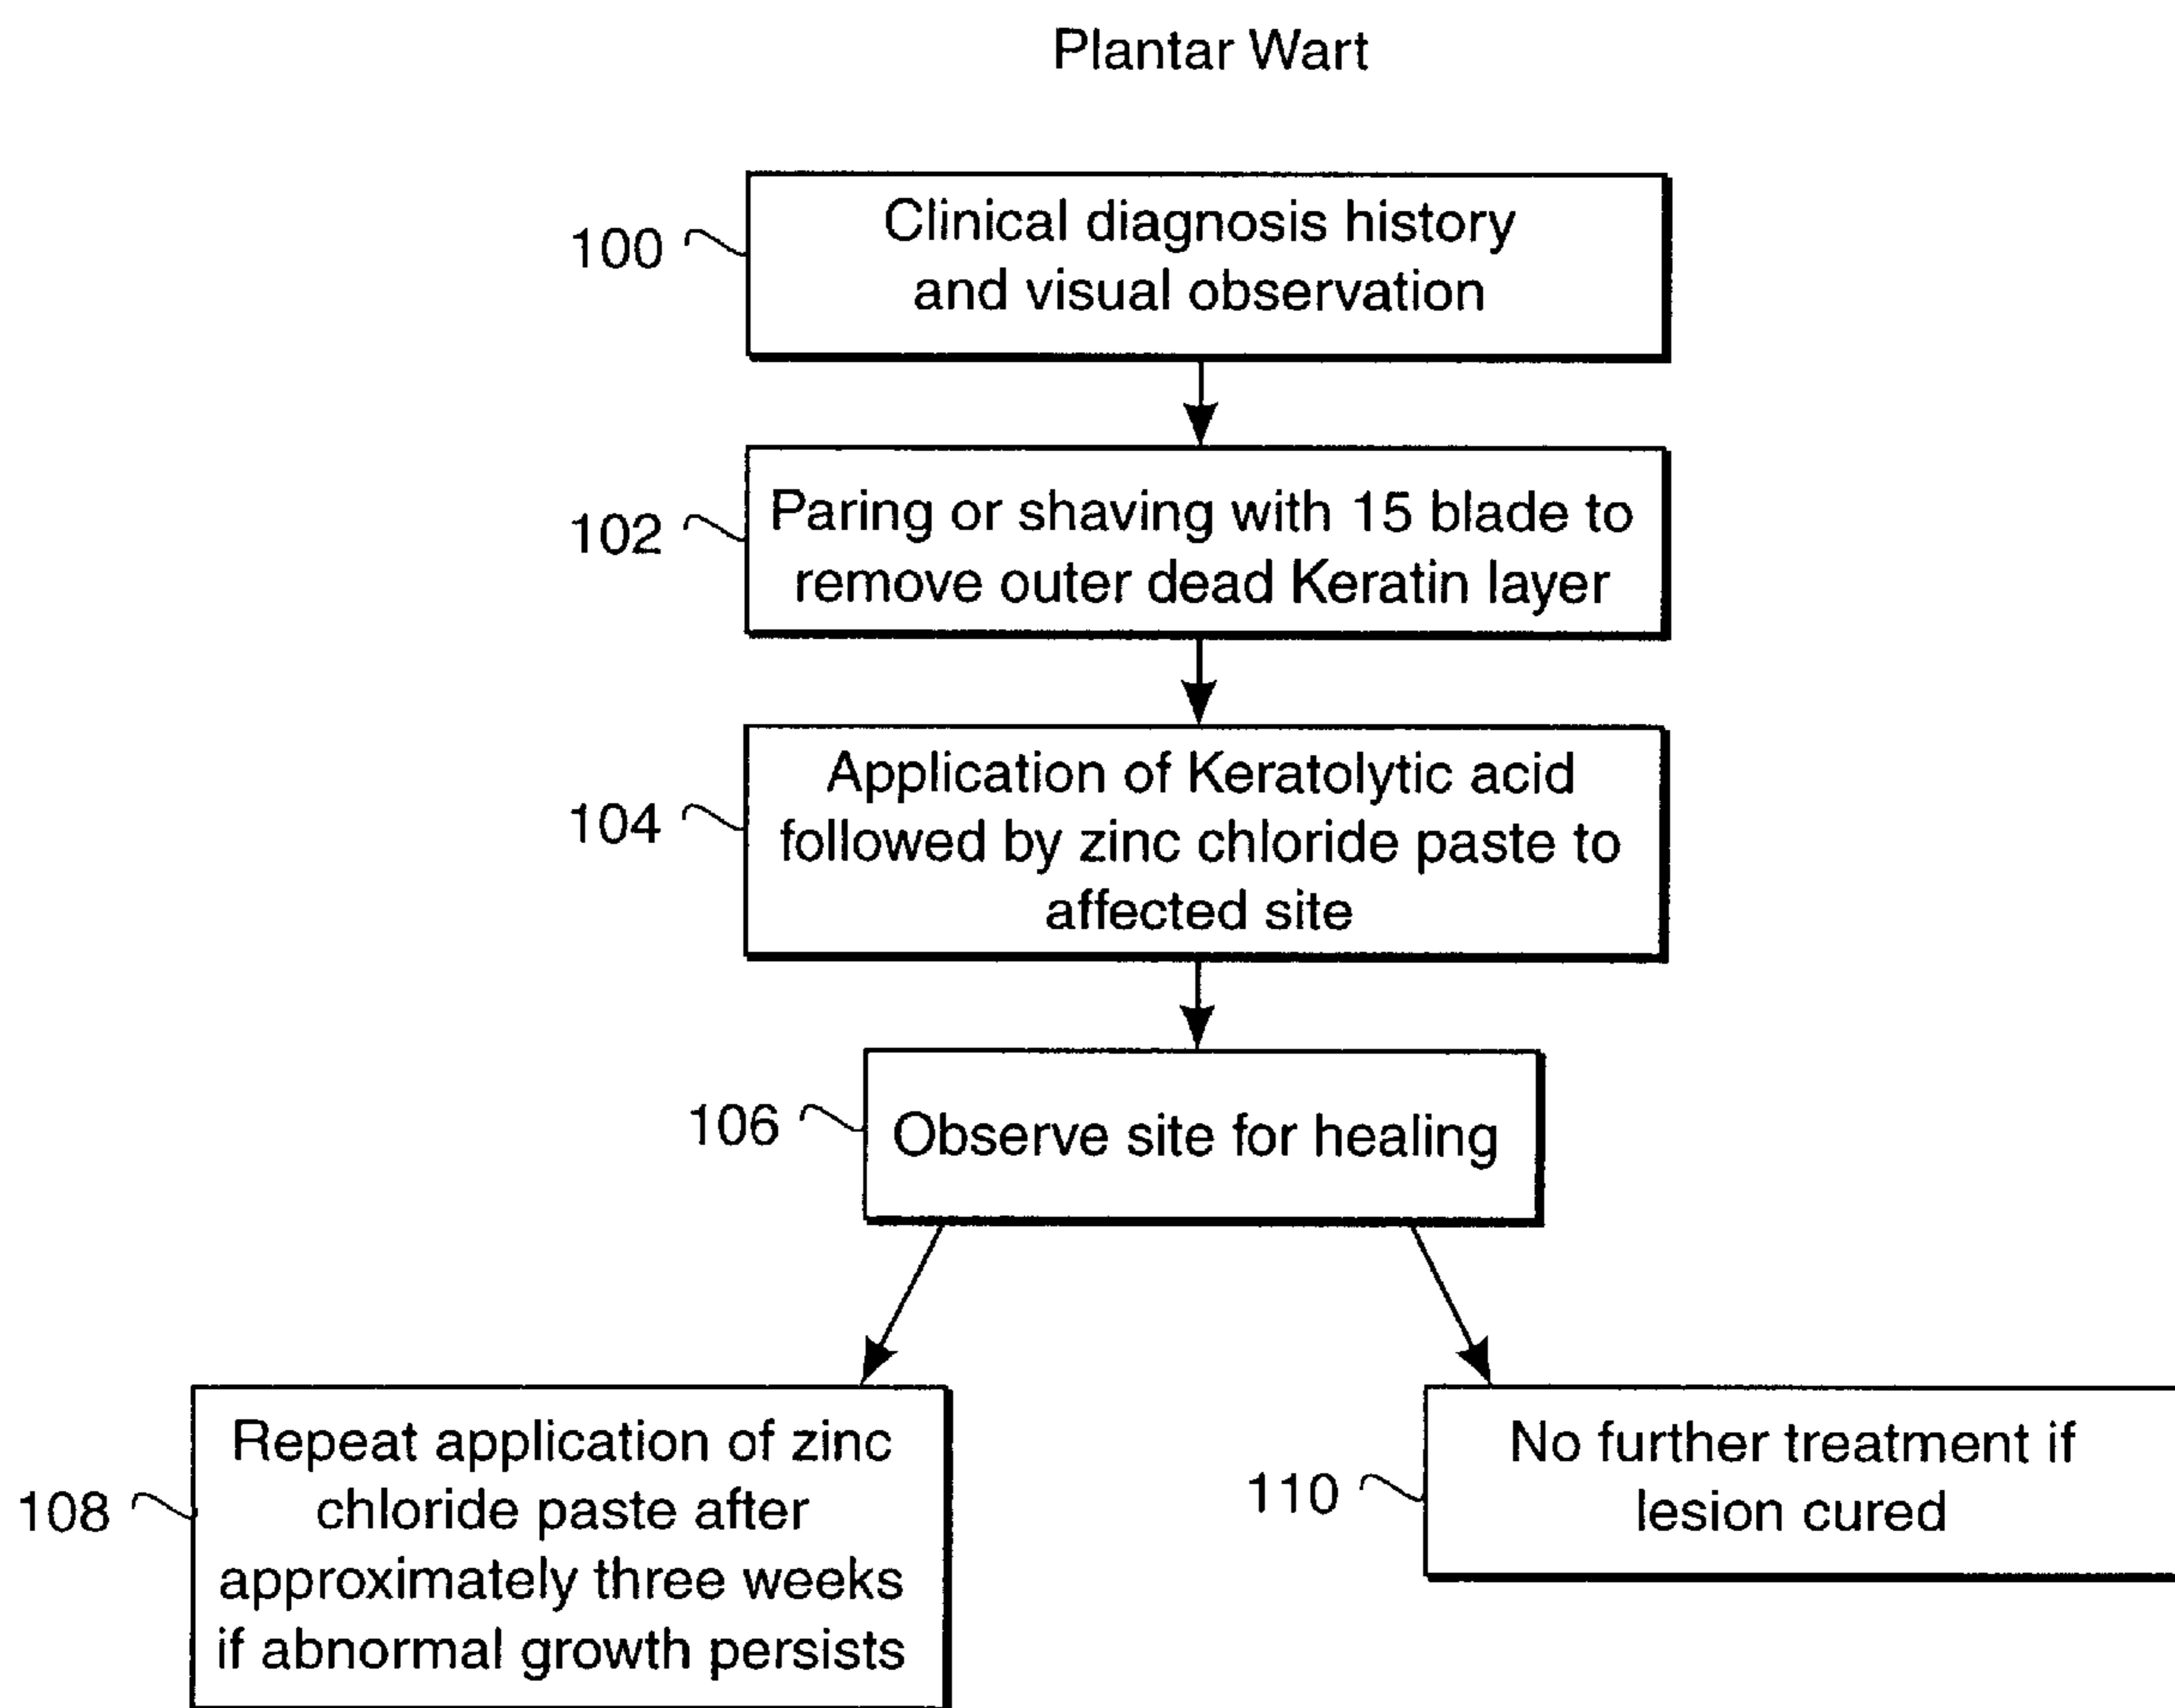 Plantar Wart
100
Clinical diagnosis history
and visual observation
102
Paring or shaving with 15 blade to
remove outer dead Keratin layer
104
Application of Keratolytic acid
followed by zinc chloride paste to
affected site
106
Observe site for healing
108
Repeat application of zinc
chloride paste after
approximately three weeks
if abnormal growth persists
110
No further treatment if
lesion cured